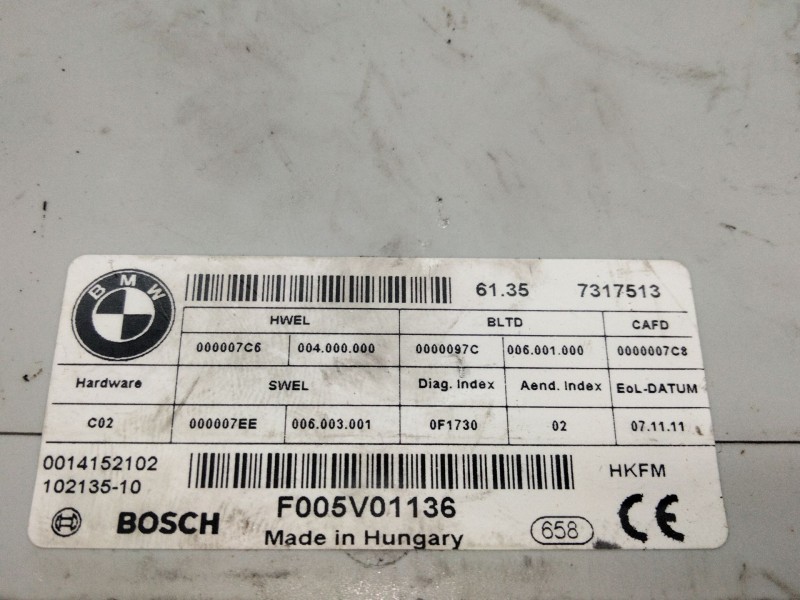 BMW
61.35 7317513
HWEL BLTD CAFD
000007C6 004.000.000 0000097C 006.001.000 0000007C8
Hardware SWEL Diag. Index Aend. Index EoL-DATUM
C02 000007EE 006.003.001 0F1730 02 07.11.11
0014152102 HKFM
102135-10
BOSCH F005V01136 658 CE
Made in Hungary